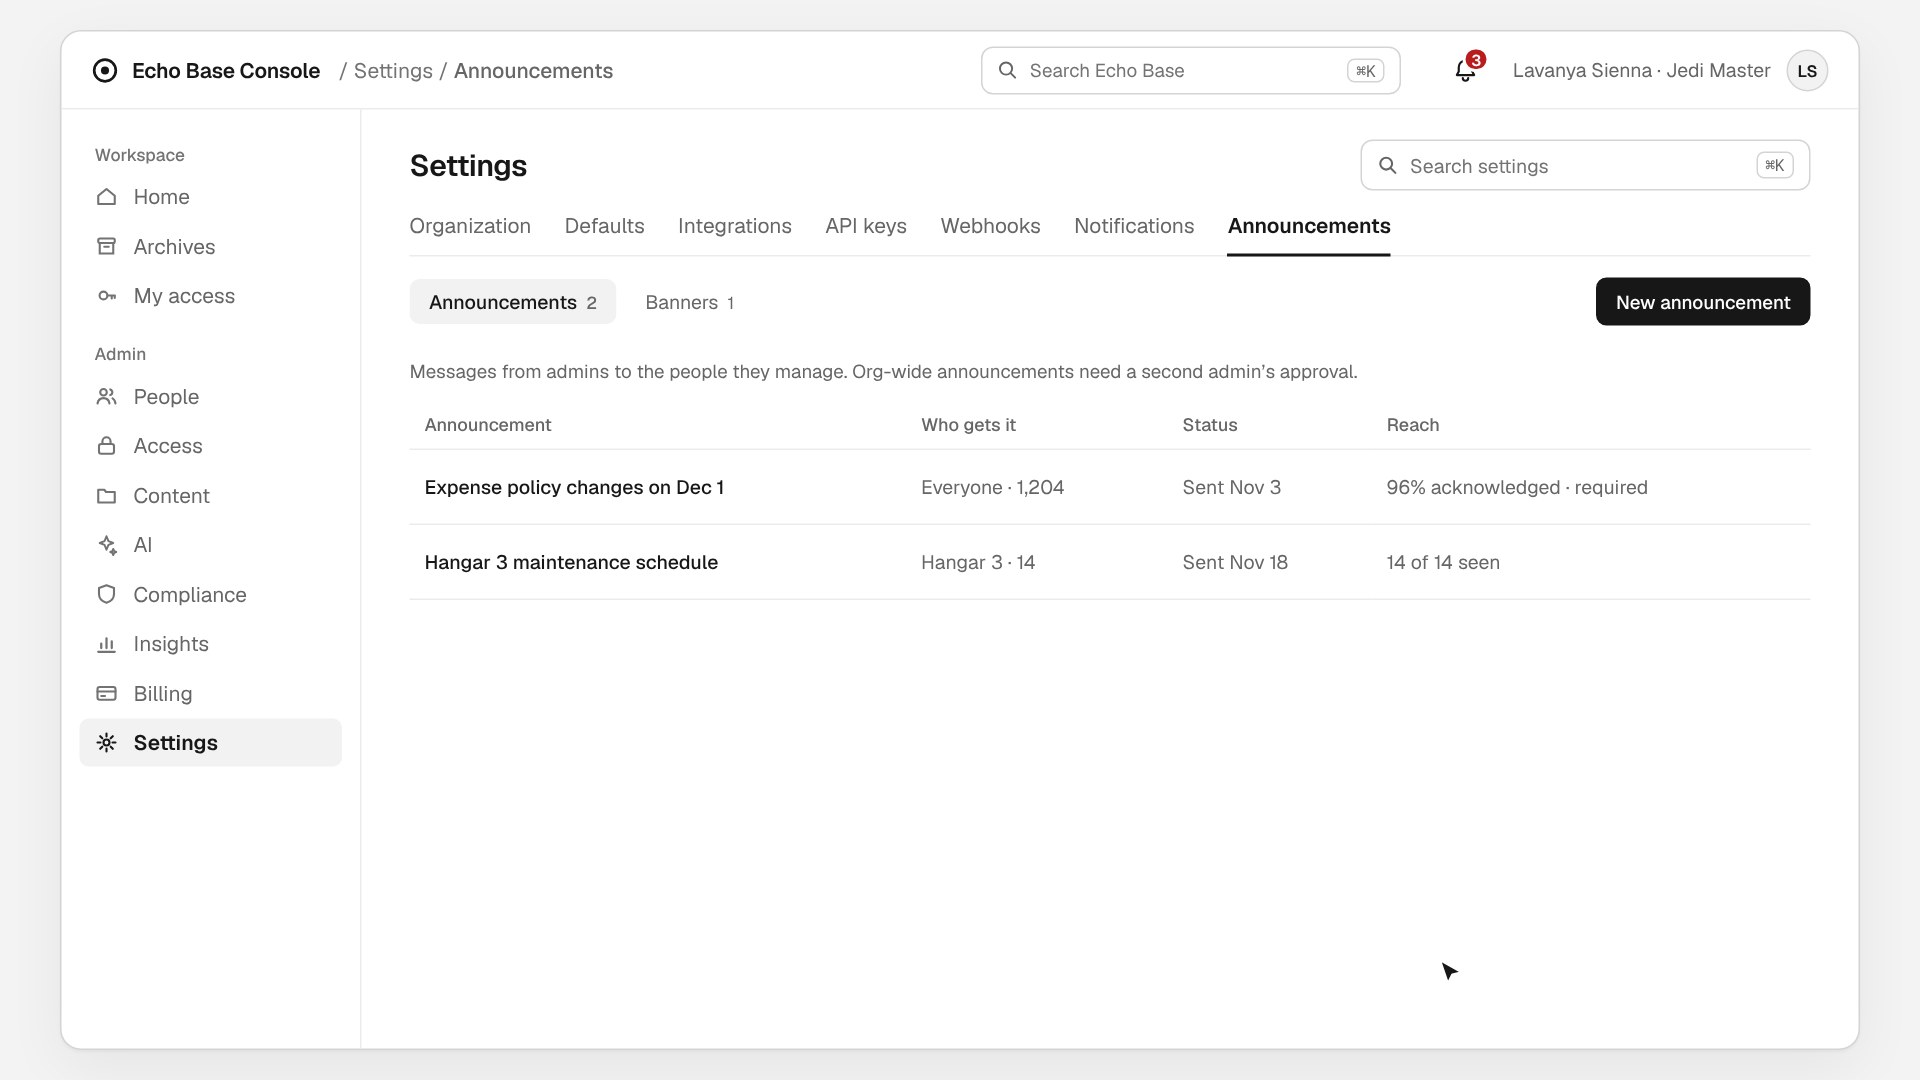 Echo Base Console / Settings / Announcements
Search Echo Base ⌘K
3
Lavanya Sienna · Jedi Master LS
Workspace
Home
Archives
My access
Admin
People
Access
Content
AI
Compliance
Insights
Billing
Settings
Settings
Search settings ⌘K
Organization Defaults Integrations API keys Webhooks Notifications Announcements
Announcements 2 Banners 1
New announcement
Messages from admins to the people they manage. Org-wide announcements need a second admin’s approval.
Announcement Who gets it Status Reach
Expense policy changes on Dec 1 Everyone · 1,204 Sent Nov 3 96% acknowledged · required
Hangar 3 maintenance schedule Hangar 3 · 14 Sent Nov 18 14 of 14 seen